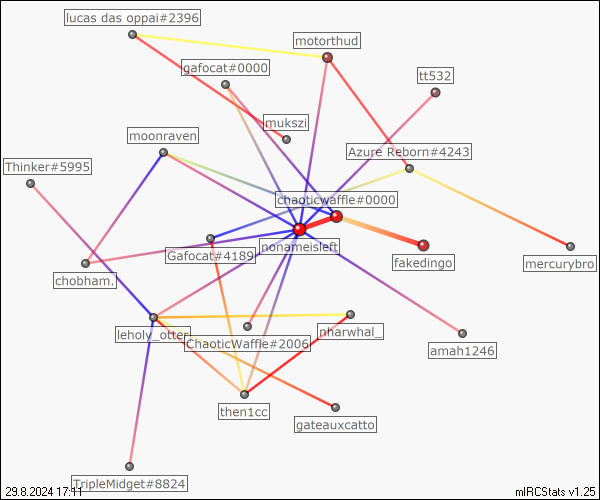 lucas das oppai#2396
motorthud
gafocat#0000
tt532
mukszi
moonraven
Azure Reborn#4243
Thinker#5995
chaoticwaffle#0000
Gafocat#4189
nonameisleft
fakedingo
mercurybro
chobham.
leholy_otter
nharwhal_
ChaoticWaffle#2006
amah1246
then1cc
gateauxcatto
TripleMidget#8824
29.8.2024 17:11
mIRCStats v1.25